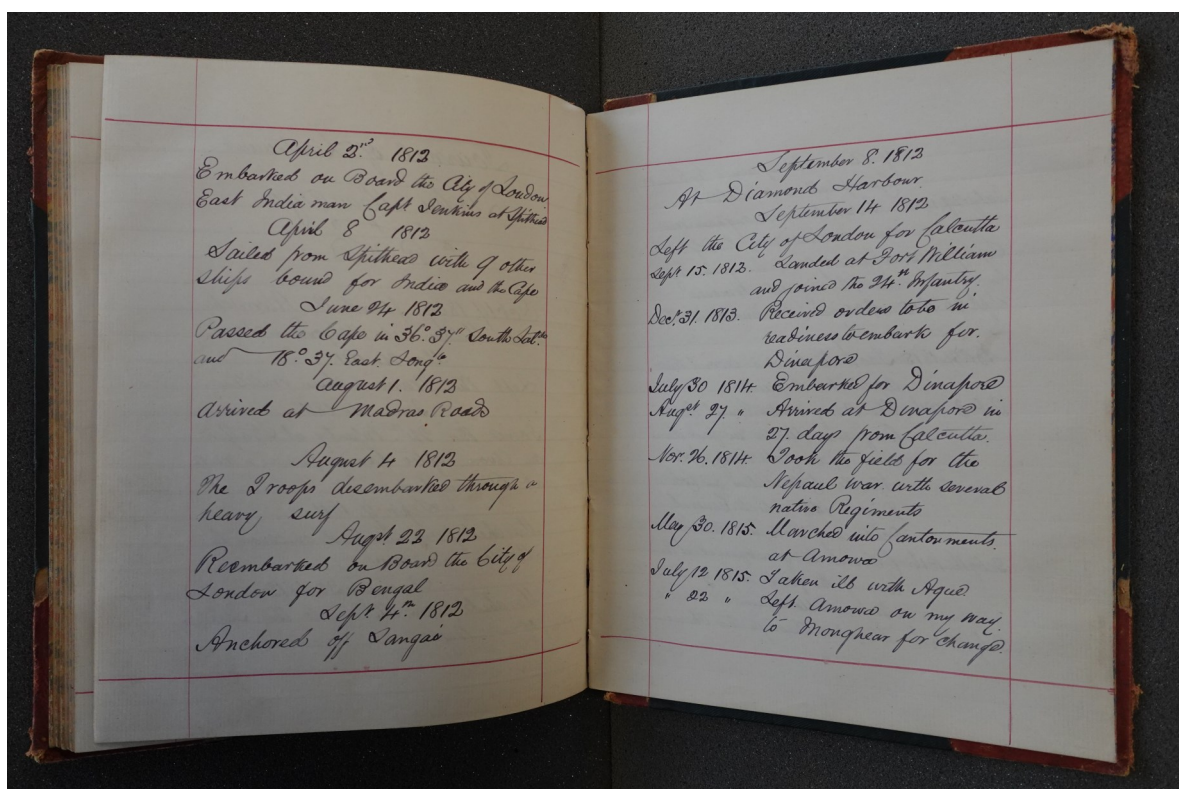 April 2nd. 1812
Embarked on Board the City of London
East India man Capt Jenkins at Spithead
April 8 1812
Sailed from Spithead with 9 other
ships bound for India and the Cape
June 24 1812
Passed the Cape in 36° 37" South Latde
and 18° 37. East. Longe
August 1. 1812
Arrived at Madras Roads
August 4 1812
The Troops disembarked through a
heavy surf
Augst 22 1812
Reembarked on Board the City of
London for Bengal
Sept. 4th. 1812
Anchored off Sangar
September 8. 1812
At Diamond Harbour.
September 14 1812
Left the City of London for Calcutta
Sept. 15. 1812. Landed at Fort William
and joined the 24th Infantry.
Decr. 31. 1813. Received orders to be in
readiness to embark for.
Dinapore
July 30 1814. Embarked for Dinapore
Augst. 27. " Arrived at Dinapore in
27. days from Calcutta.
Nov. 26. 1814. Took the field for the
Nepaul war with several
native Regiments
May 30. 1815. Marched into Cantonments.
at Amowa
July 12 1815. Taken ill with Ague
" 22 " Left. Amowa on my way.
to Monghear for change.